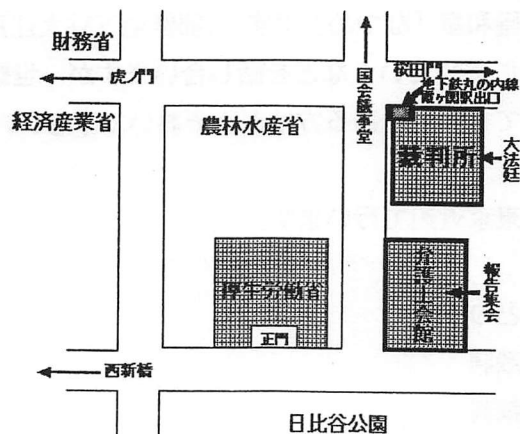 財務省
虎ノ門
経済産業省
農林水産省
国会議事堂
桜田門
地下鉄丸の内線
霞ヶ関駅出口
裁判所
大法廷
厚生労働省
正門
弁護士会館
報告集会
西新橋
日比谷公園